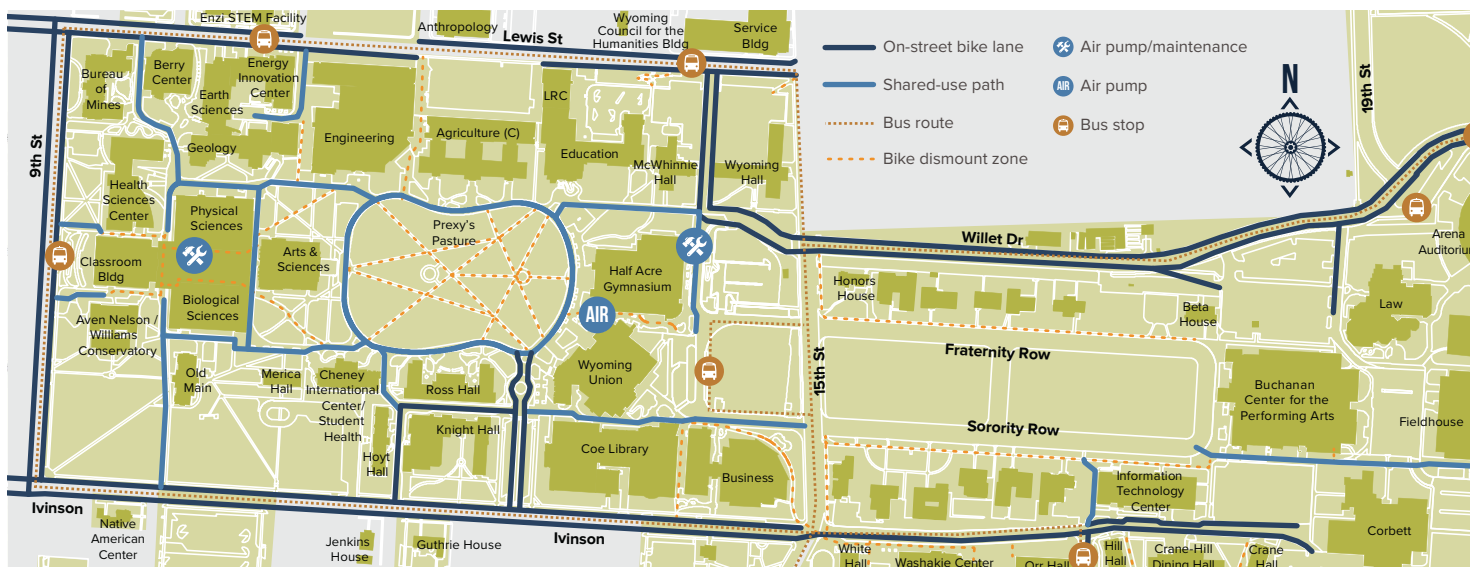 Enzi STEM Facility
Anthropology
Wyoming
Council for the
Humanities Bldg
Service
Bldg
Lewis St
On-street bike lane
Air pump/maintenance
Shared-use path
AIR
Air pump
Bus route
Bus stop
Bike dismount zone
N
19th St
9th St
Bureau
of
Mines
Berry
Center
Energy
Innovation
Center
Earth
Sciences
Geology
Engineering
Agriculture (C)
LRC
Education
McWhinnie
Hall
Wyoming
Hall
Health
Sciences
Center
Physical
Sciences
Classroom
Bldg
Arts &
Sciences
Biological
Sciences
Prexy's
Pasture
Half Acre
Gymnasium
AIR
Willet Dr
Arena
Auditorium
Honors
House
Beta
House
Law
Aven Nelson /
Williams
Conservatory
Old
Main
Merica
Hall
Cheney
International
Center/
Student
Health
Ross Hall
Wyoming
Union
15th St
Fraternity Row
Buchanan
Center for the
Performing Arts
Fieldhouse
Hoyt
Hall
Knight Hall
Coe Library
Business
Sorority Row
Information
Technology
Center
Corbett
Ivinson
Native
American
Center
Jenkins
House
Guthrie House
Ivinson
White
Hall
Washakie Center
Orr Hall
Hill
Hall
Crane-Hill
Dining Hall
Crane
Hall